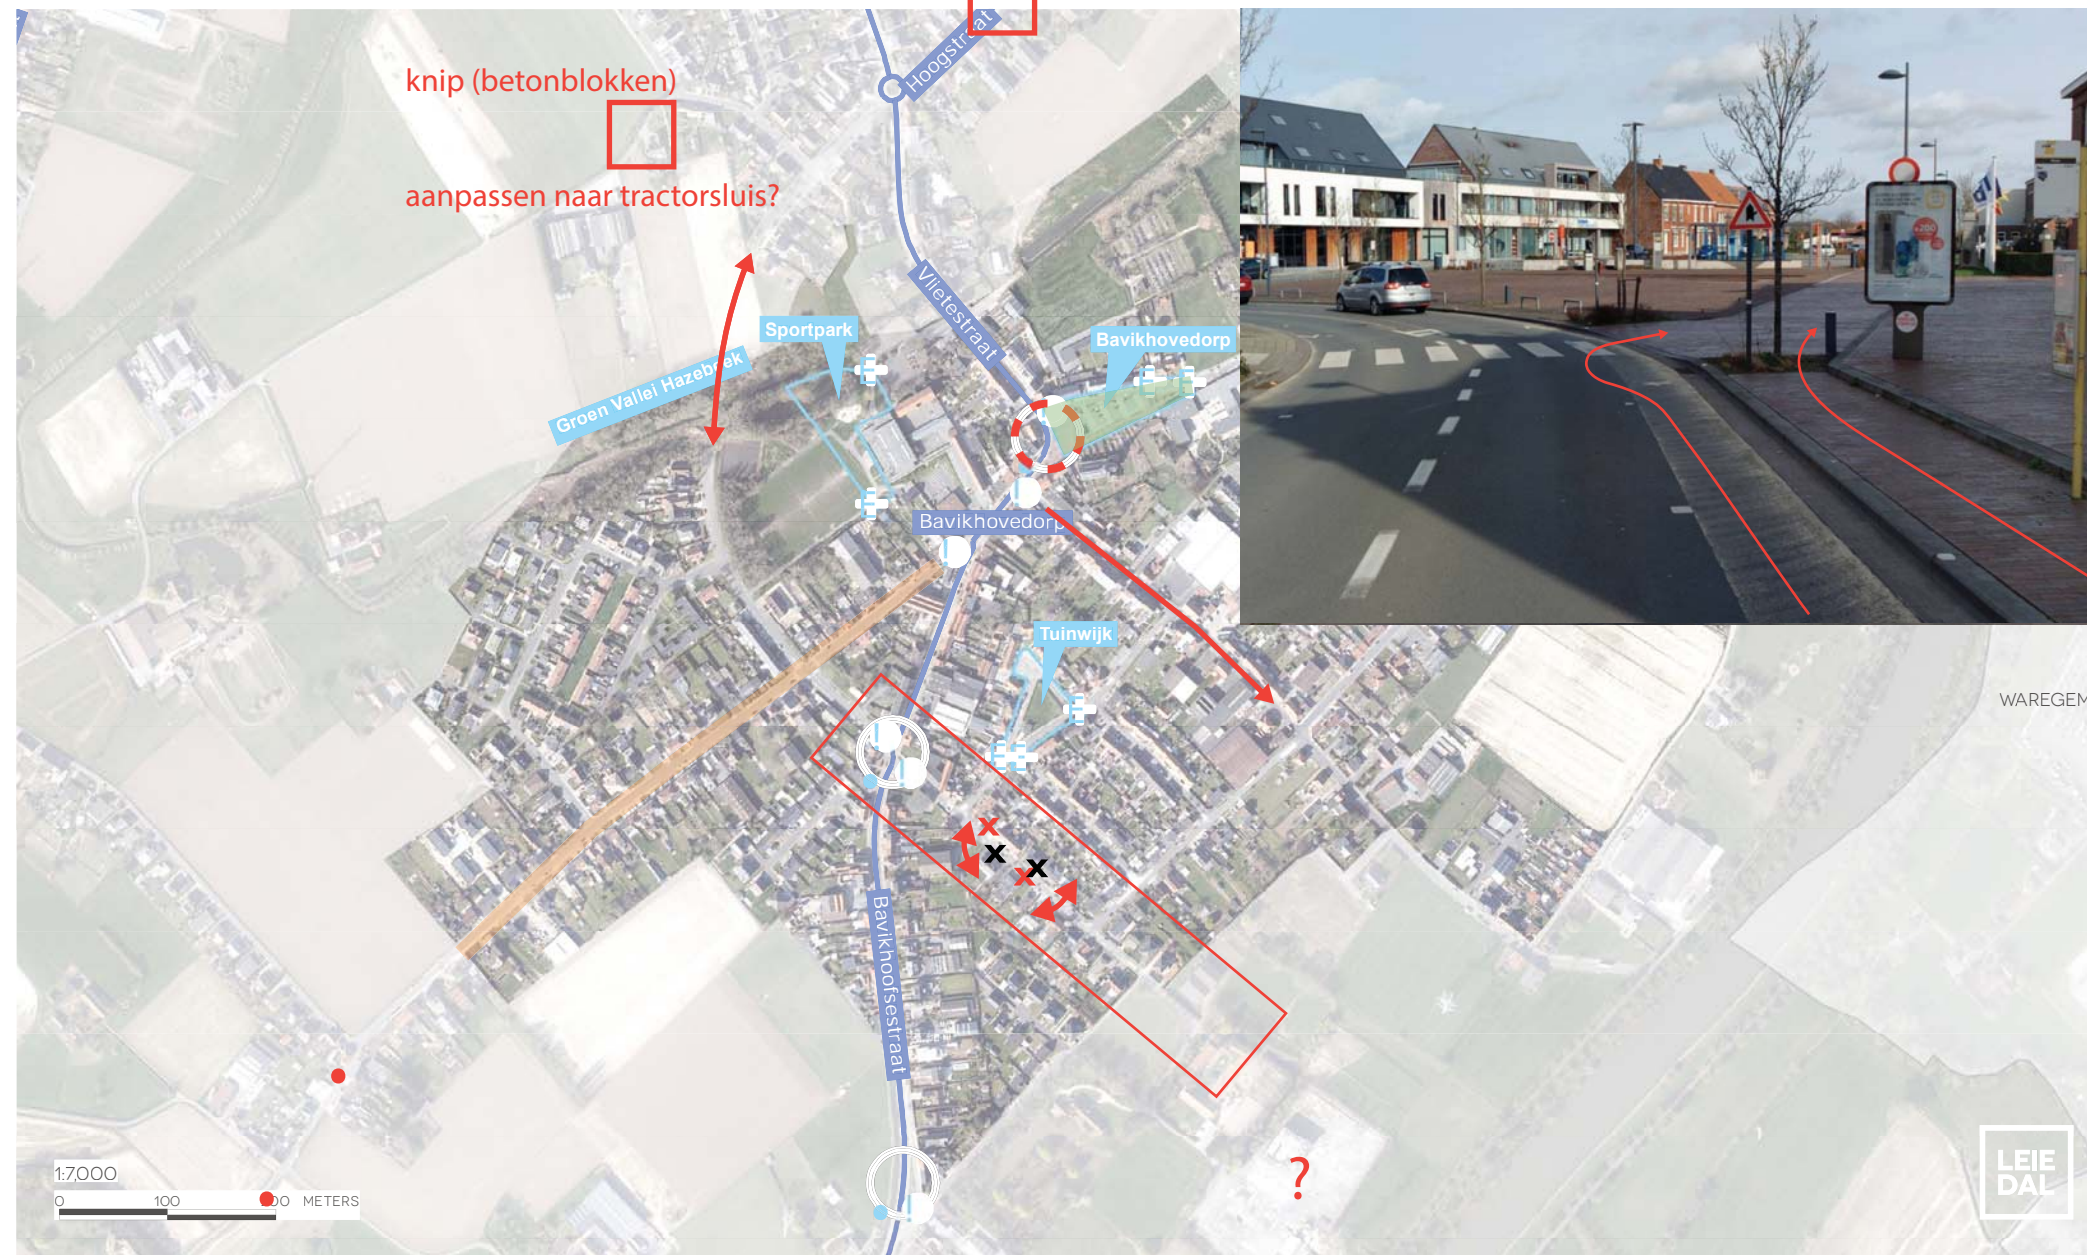 Hoogstraat
knip (betonblokken)
aanpassen naar tractorsluis?
Vlietestraat
Sportpark
Bavikhovedorp
Groen Vallei Hazebeek
Bavikhovedorp
Tuinwijk
WAREGEM
x
x
x
x
Bavikhoofsestraat
?
1:7,000
0 100 200 METERS
LEIE
DAL